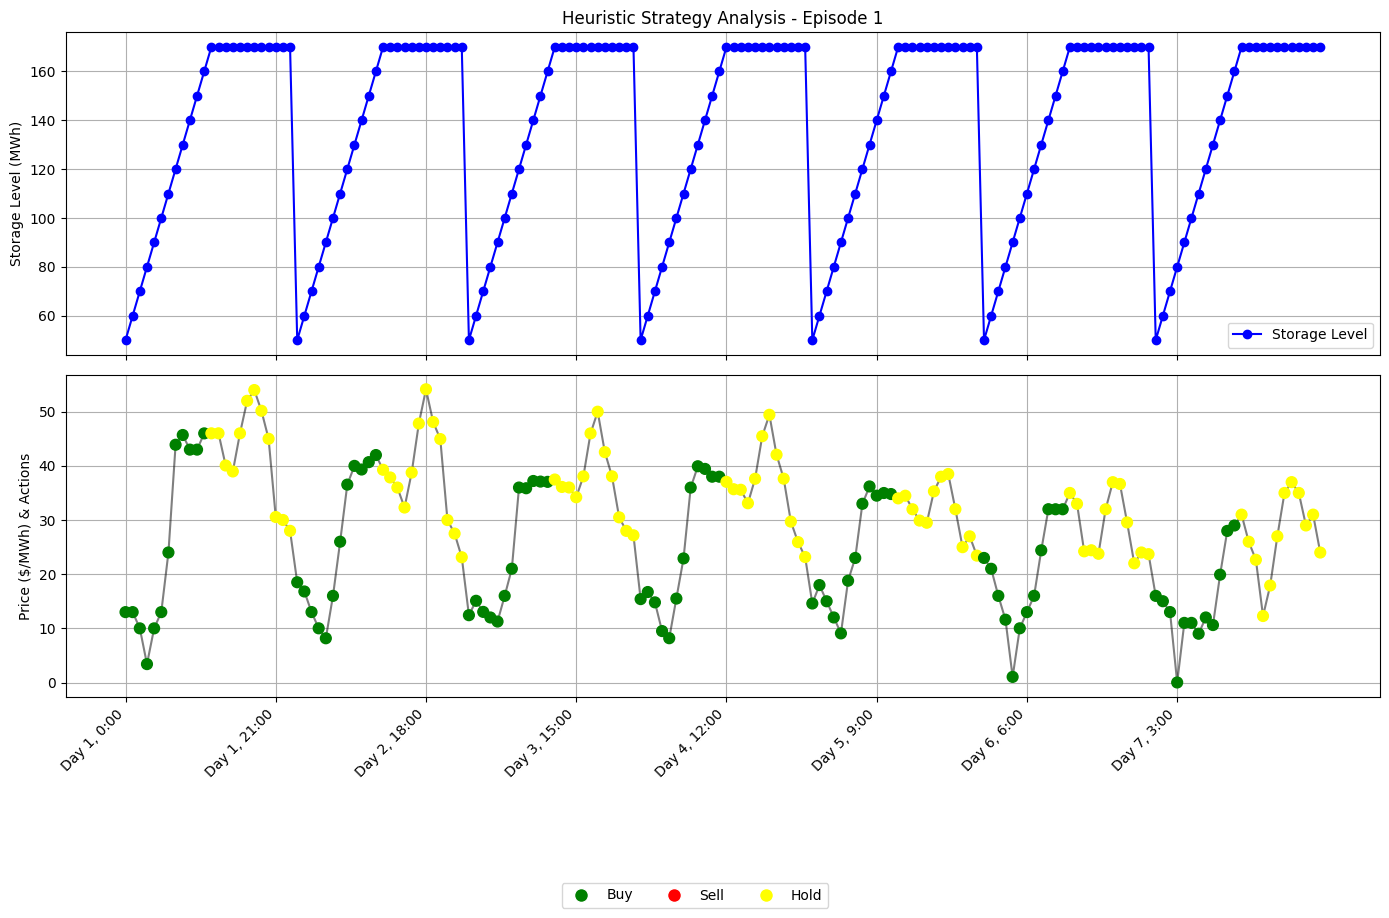 Heuristic Strategy Analysis - Episode 1
Storage Level (MWh)
160
140
120
100
80
60
Storage Level
Price ($/MWh) & Actions
50
40
30
20
10
0
Day 1, 0:00
Day 1, 21:00
Day 2, 18:00
Day 3, 15:00
Day 4, 12:00
Day 5, 9:00
Day 6, 6:00
Day 7, 3:00
Buy Sell Hold